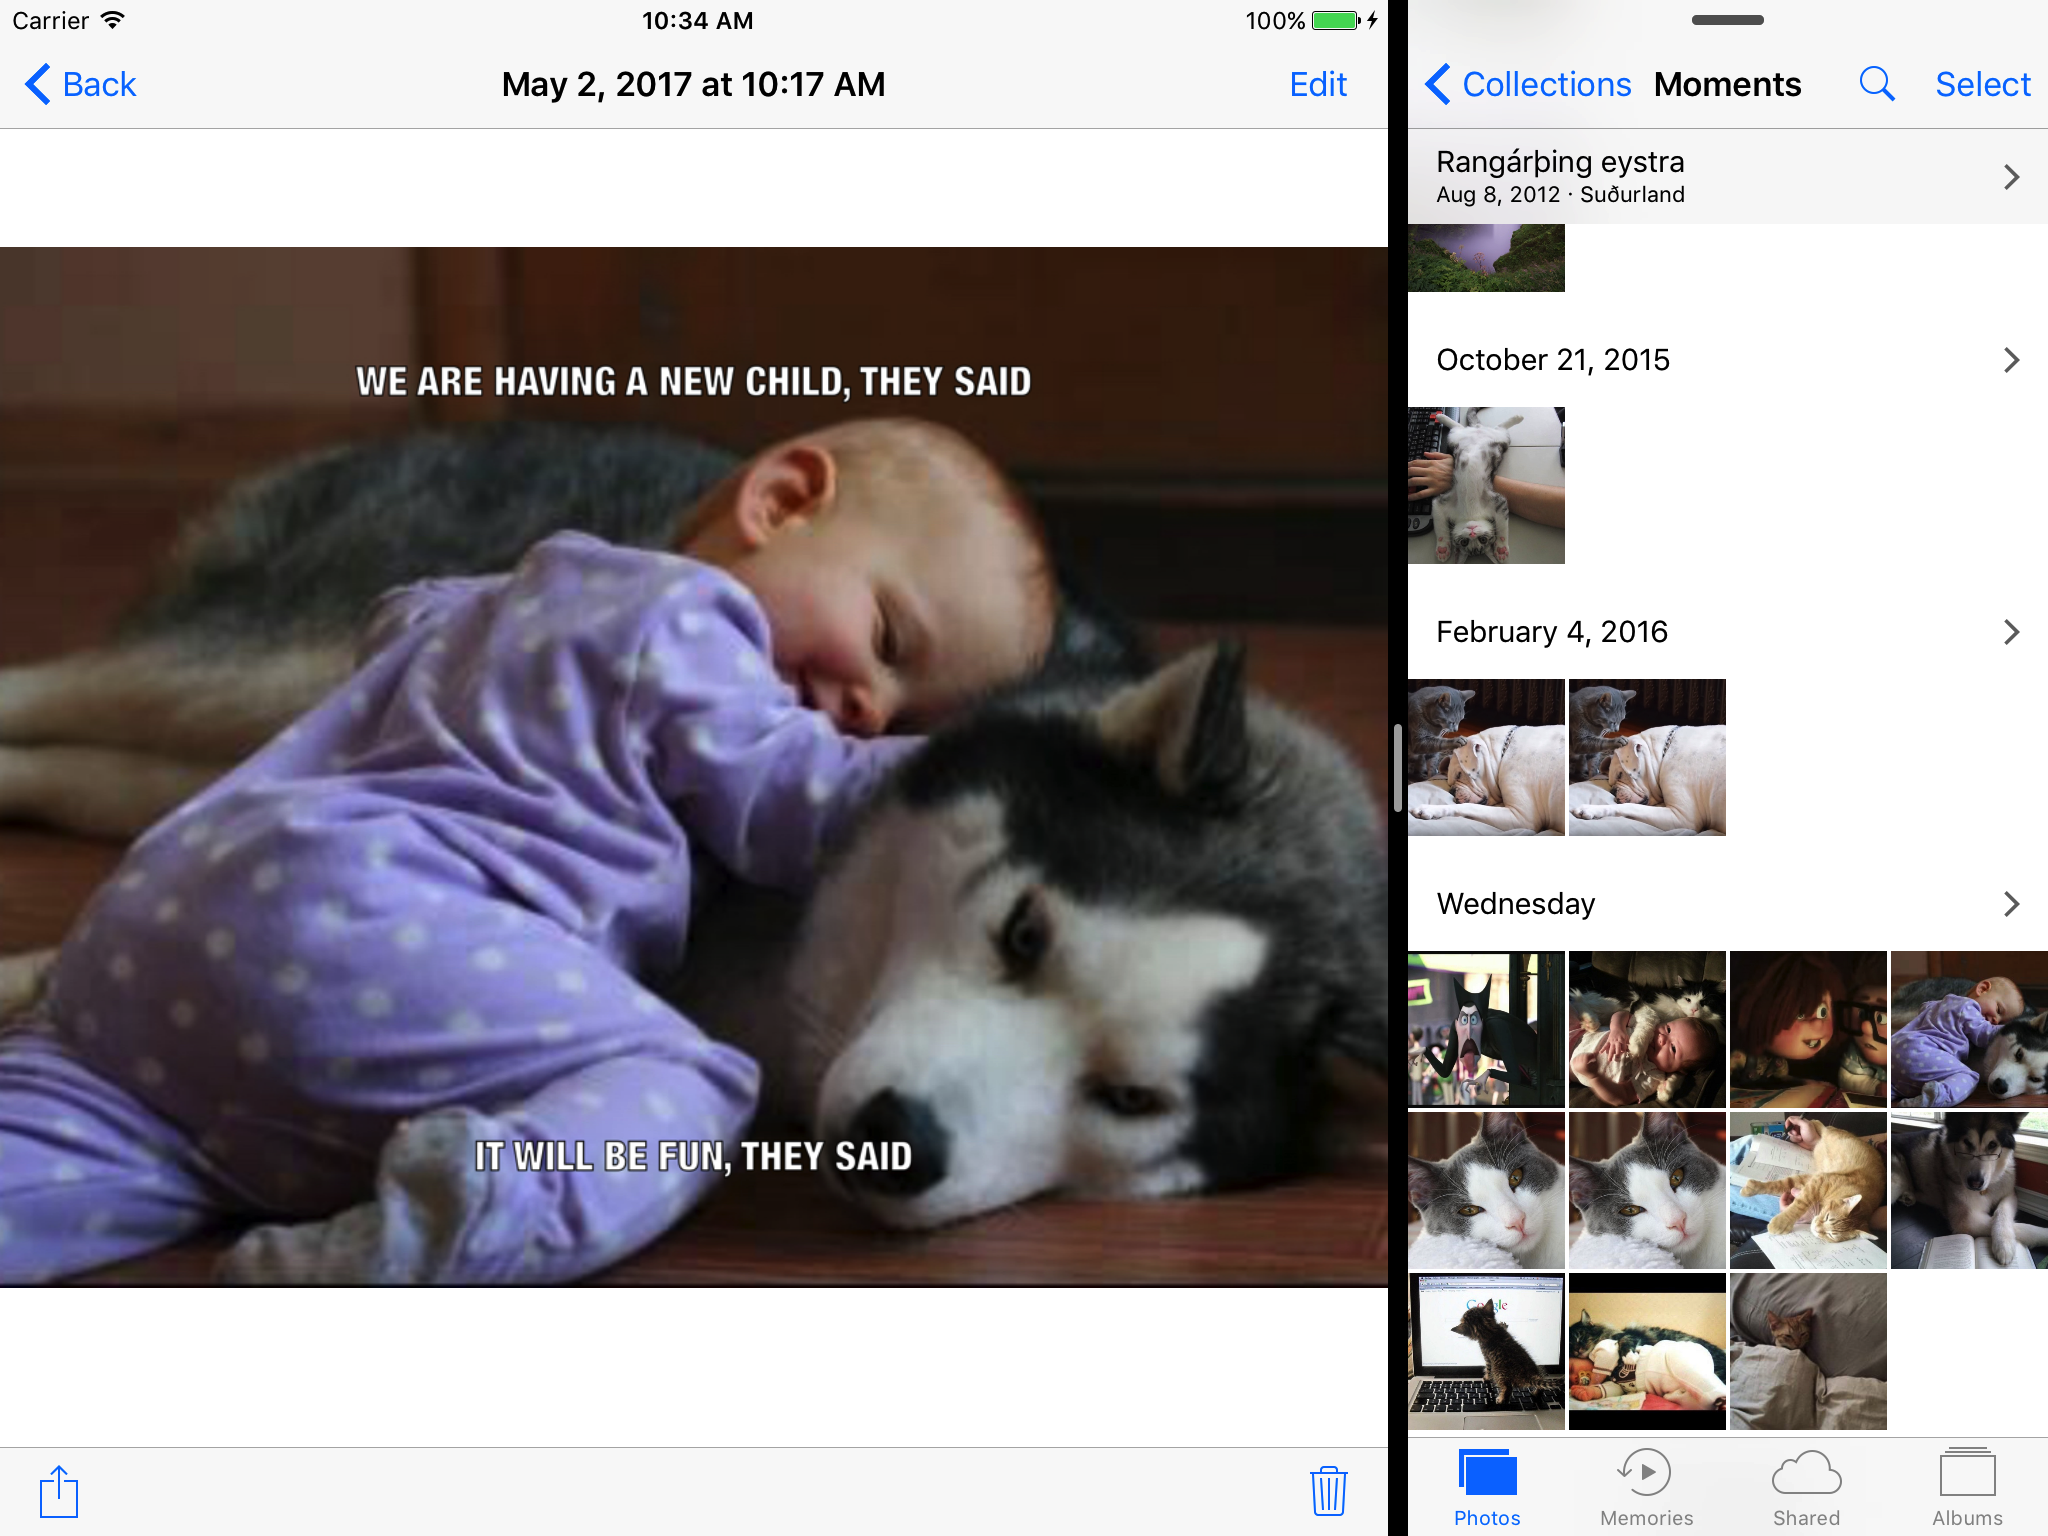 Carrier
10:34 AM
100%
Back
May 2, 2017 at 10:17 AM
Edit
WE ARE HAVING A NEW CHILD, THEY SAID
IT WILL BE FUN, THEY SAID
Collections
Moments
Select
Rangárþing eystra
Aug 8, 2012 · Suðurland
October 21, 2015
February 4, 2016
Wednesday
Photos
Memories
Shared
Albums